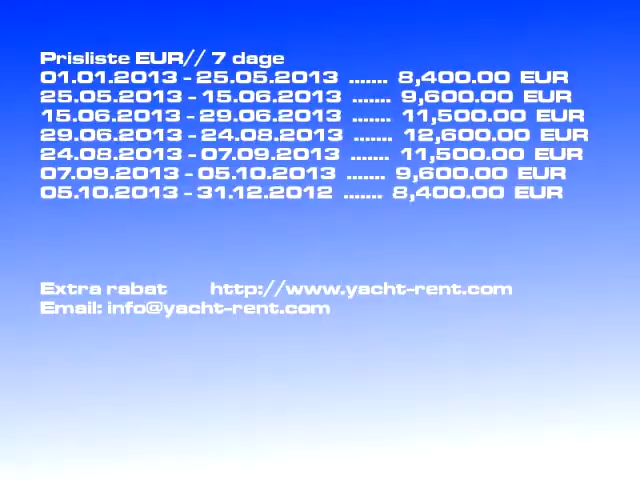 Prisliste EUR// 7 dage
01.01.2013 - 25.05.2013 ....... 8,400.00 EUR
25.05.2013 - 15.06.2013 ....... 9,600.00 EUR
15.06.2013 - 29.06.2013 ....... 11,500.00 EUR
29.06.2013 - 24.08.2013 ....... 12,600.00 EUR
24.08.2013 - 07.09.2013 ....... 11,500.00 EUR
07.09.2013 - 05.10.2013 ....... 9,600.00 EUR
05.10.2013 - 31.12.2012 ....... 8,400.00 EUR
Extra rabat http://www.yacht-rent.com
Email: info@yacht-rent.com